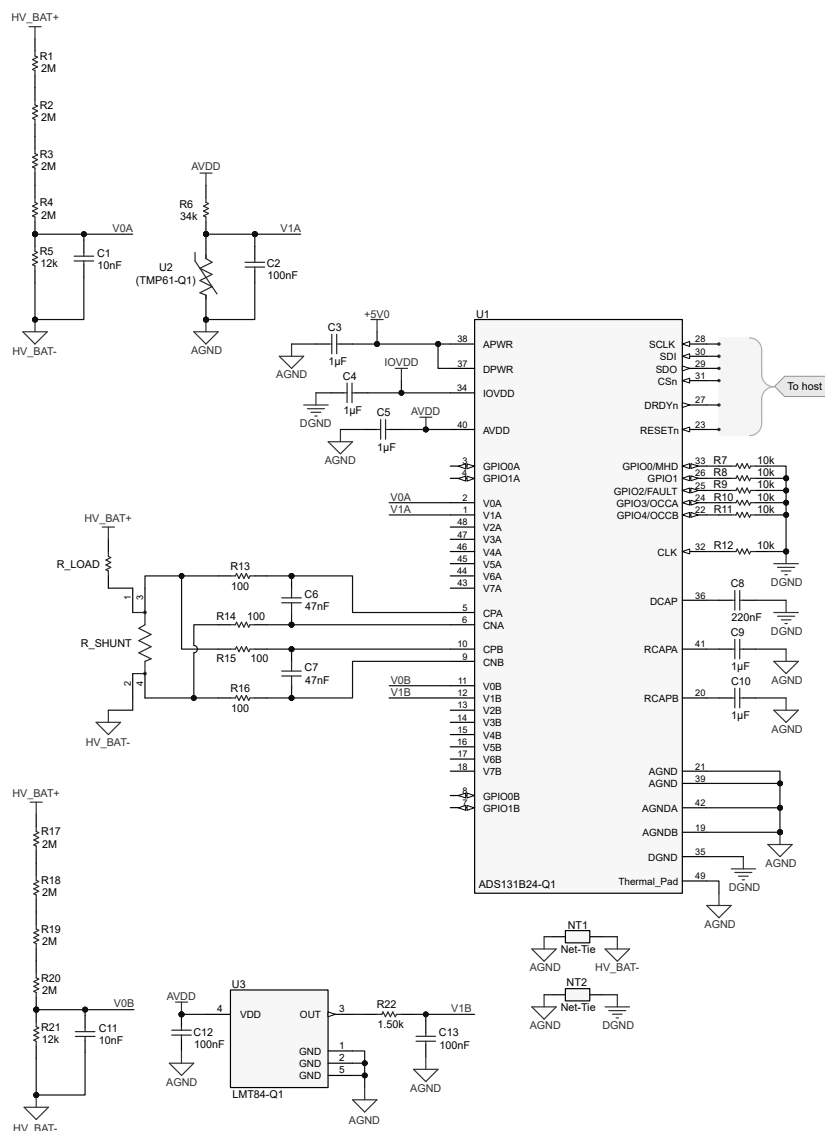 HV_BAT+
R1
2M
R2
2M
R3
2M
R4
2M
V0A
R5
12k
C1
10nF
HV_BAT-
AVDD
R6
34k
V1A
U2
(TMP61-Q1)
C2
100nF
AGND
+5V0
C3
1µF
AGND
IOVDD
C4
1µF
DGND
AVDD
C5
1µF
AGND
U1
38 APWR
37 DPWR
34 IOVDD
40 AVDD
3 GPIO0A
4 GPIO1A
V0A 2 V0A
V1A 1 V1A
48 V2A
47 V3A
46 V4A
45 V5A
44 V6A
43 V7A
5 CPA
6 CNA
10 CPB
9 CNB
V0B 11 V0B
V1B 12 V1B
13 V2B
14 V3B
15 V4B
16 V5B
17 V6B
18 V7B
8 GPIO0B
7 GPIO1B
SCLK 28
SDI 30
SDO 29
CSn 31
DRDYn 27
RESETn 23
To host
GPIO0/MHD 33 R7 10k
GPIO1 26 R8 10k
GPIO2/FAULT 25 R9 10k
GPIO3/OCCA 24 R10 10k
GPIO4/OCCB 22 R11 10k
CLK 32 R12 10k
DGND
DCAP 36 C8
220nF
DGND
RCAPA 41 C9
1µF
AGND
RCAPB 20 C10
1µF
AGND
AGND 21
AGND 39
AGNDA 42
AGNDB 19
AGND
DGND 35
DGND
Thermal_Pad 49
AGND
ADS131B24-Q1
HV_BAT+
R_LOAD
1
3
R_SHUNT
2
4
HV_BAT-
R13
100
C6
47nF
R14 100
R15 100
C7
47nF
R16
100
HV_BAT+
R17
2M
R18
2M
R19
2M
R20
2M
V0B
R21
12k
C11
10nF
HV_BAT-
U3
AVDD
4 VDD
OUT 3
R22
1.50k
V1B
C12
100nF
AGND
GND 1
GND 2
GND 5
AGND
C13
100nF
AGND
LMT84-Q1
NT1
Net-Tie
AGND
HV_BAT-
NT2
Net-Tie
AGND
DGND